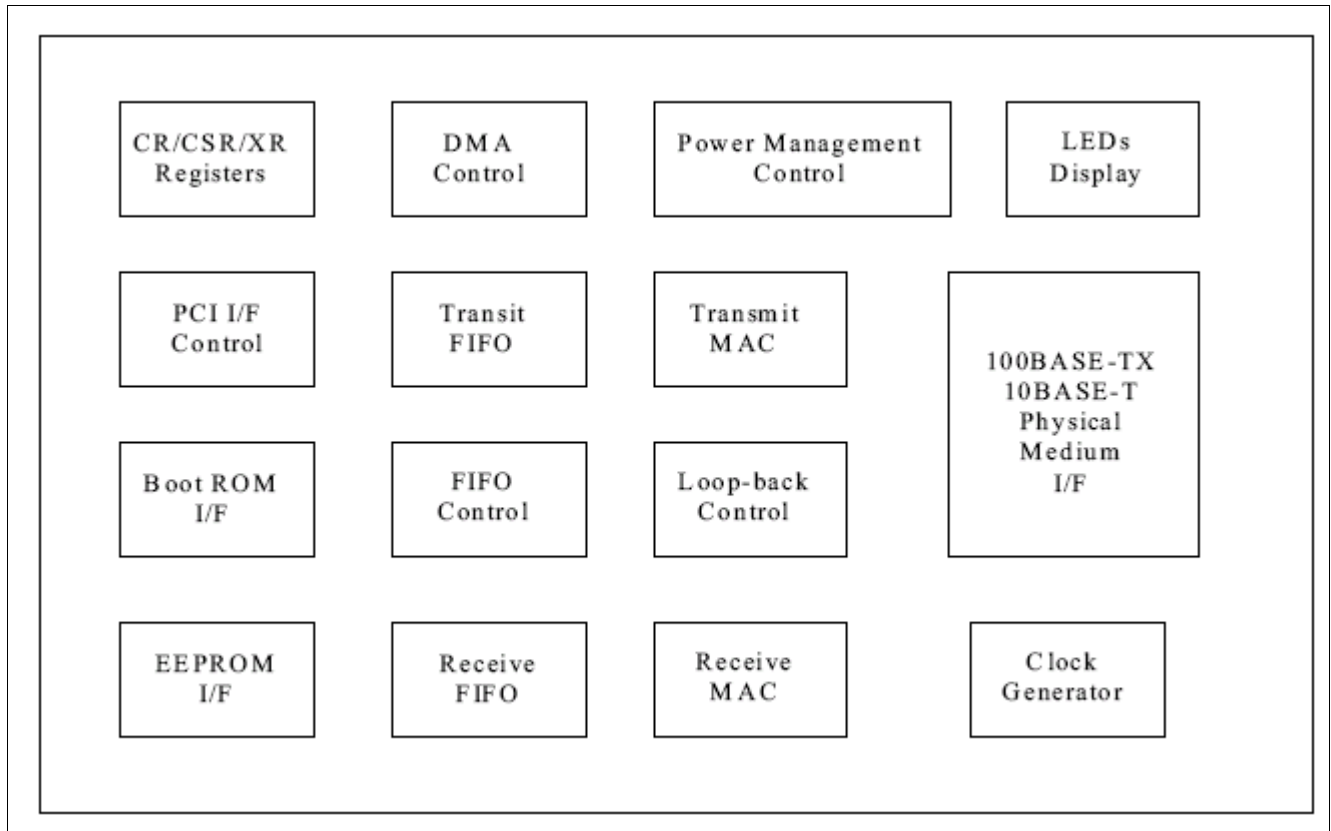 CR/CSR/XR
Registers
DMA
Control
Power Management
Control
LEDs
Display
PCI I/F
Control
Transit
FIFO
Transmit
MAC
100BASE-TX
10BASE-T
Physical
Medium
I/F
Boot ROM
I/F
FIFO
Control
Loop-back
Control
EEPROM
I/F
Receive
FIFO
Receive
MAC
Clock
Generator